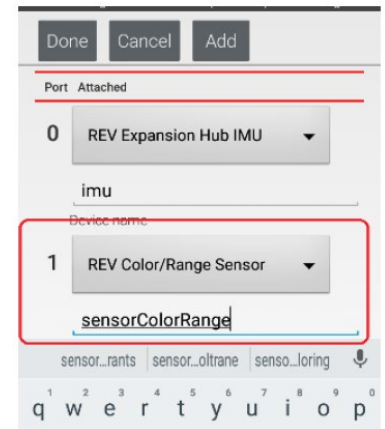 Done Cancel Add
Port Attached
0 REV Expansion Hub IMU
imu
Device name
1 REV Color/Range Sensor
sensorColorRange
sensor...rants sensor...oltrane senso...loring
1 2 3 4 5 6 7 8 9 0
q w e r t y u i o p